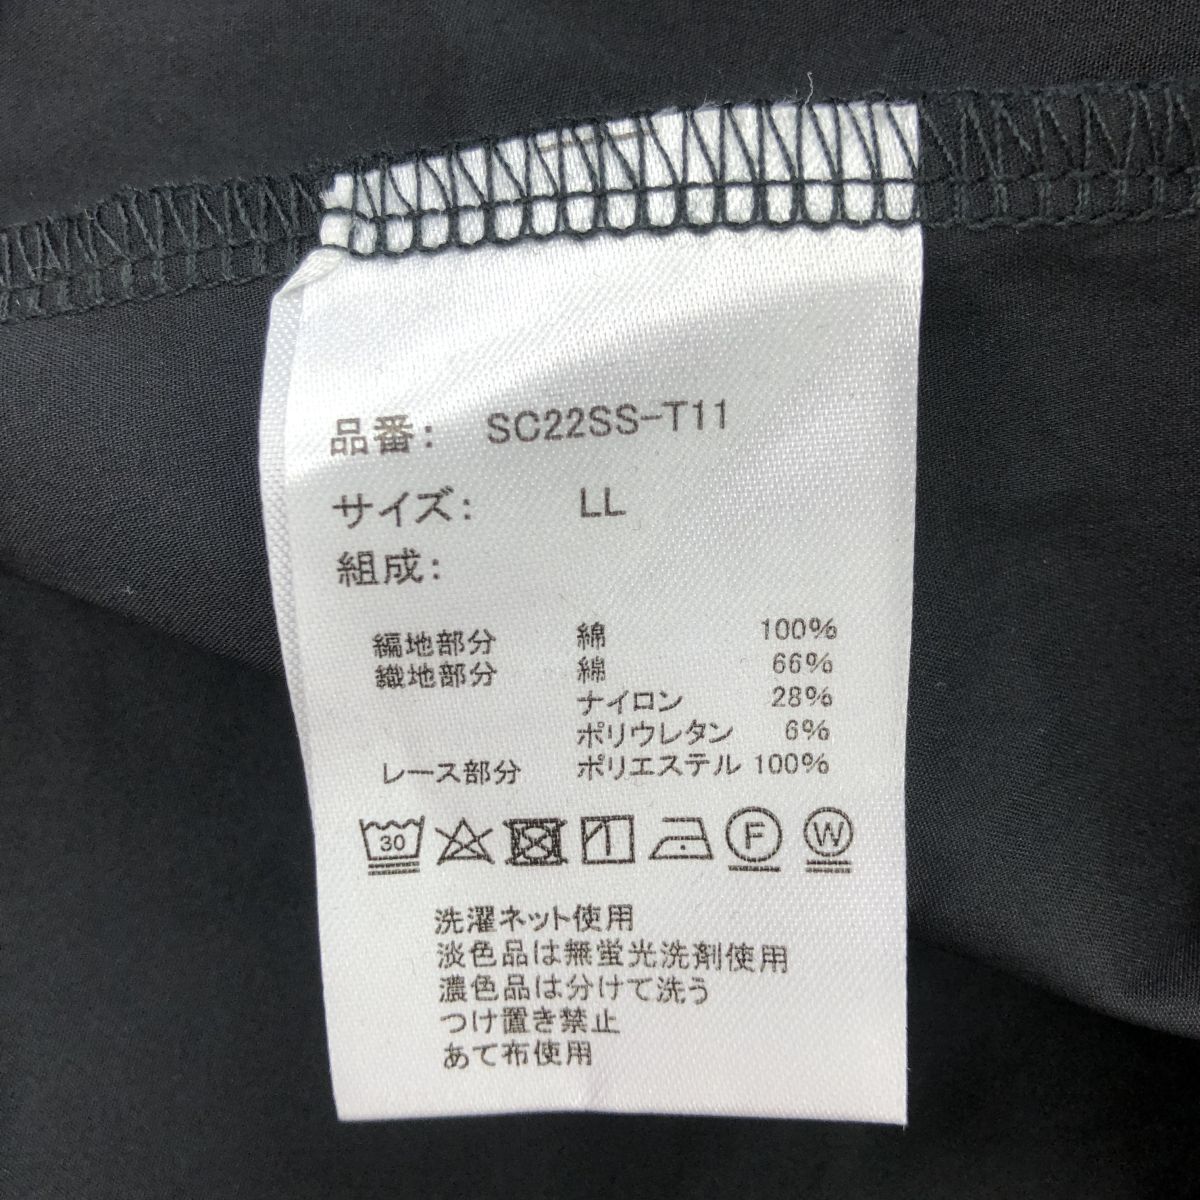 品番： SC22SS-T11
サイズ： LL
組成：
編地部分 綿 100%
織地部分 綿 66%
ナイロン 28%
ポリウレタン 6%
レース部分 ポリエステル 100%
30 F W
洗濯ネット使用
淡色品は無蛍光洗剤使用
濃色品は分けて洗う
つけ置き禁止
あて布使用